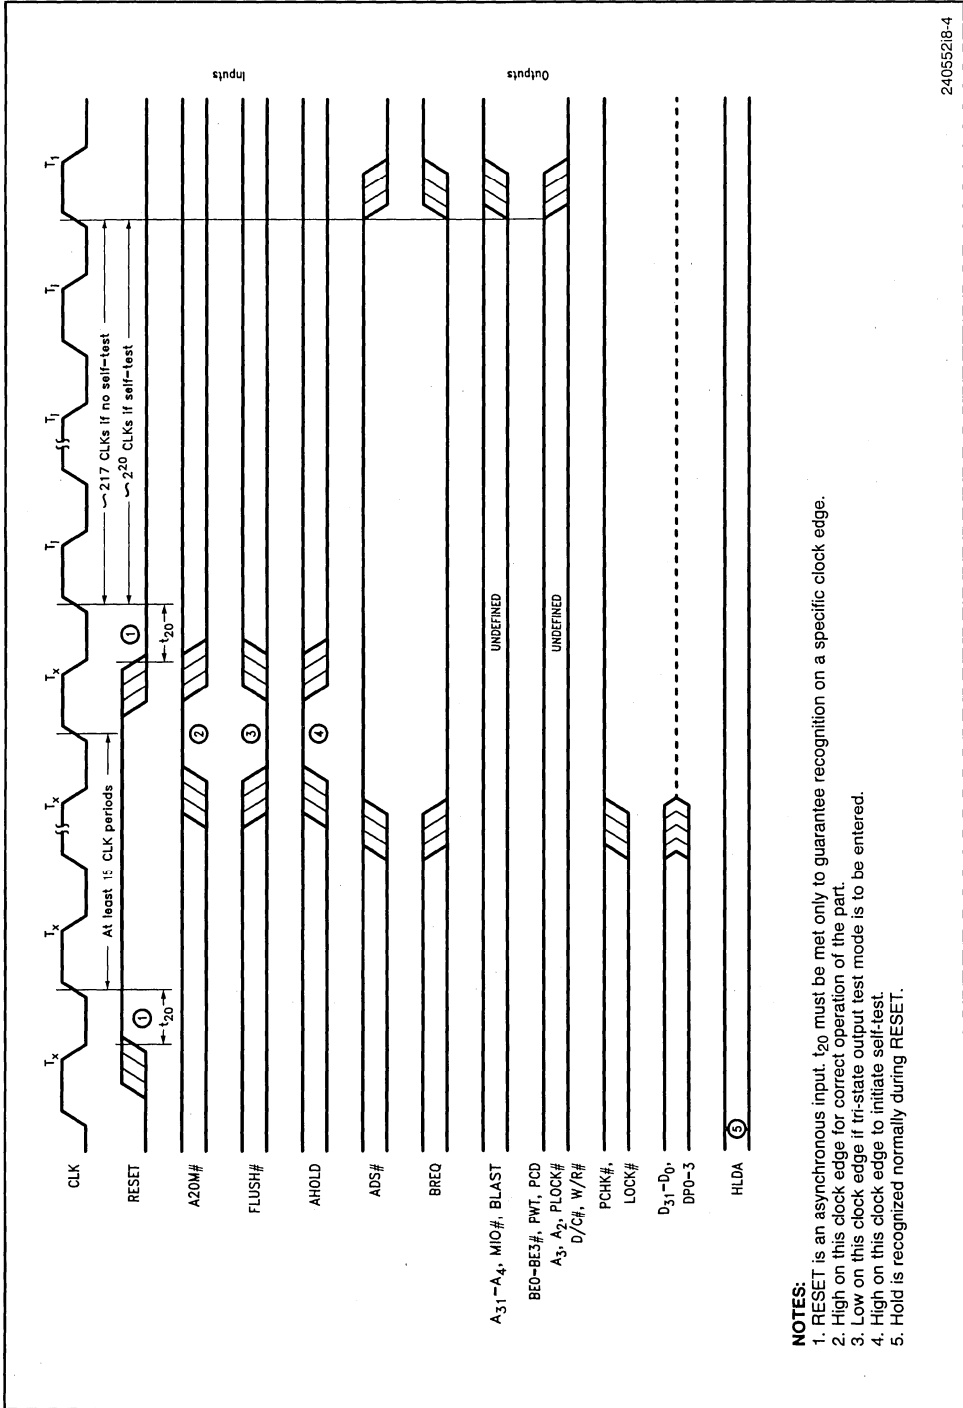 CLK
Tx Tx Tx Tx Ti Ti Ti Ti T1
RESET
1
t20
At least 15 CLK periods
1
t20
~217 CLKs if no self-test
~2^20 CLKs if self-test
Inputs
A20M#
2
FLUSH#
3
AHOLD
4
ADS#
BREQ
Outputs
A31-A4, MIO#, BLAST
UNDEFINED
BE0-BE3#, PWT, PCD
A3, A2, PLOCK#
D/C#, W/R#
UNDEFINED
PCHK#,
LOCK#
D31-D0,
DP0-3
HLDA
5
240552i8-4
NOTES:
1. RESET is an asynchronous input. t20 must be met only to guarantee recognition on a specific clock edge.
2. High on this clock edge for correct operation of the part.
3. Low on this clock edge if tri-state output test mode is to be entered.
4. High on this clock edge to initiate self-test.
5. Hold is recognized normally during RESET.